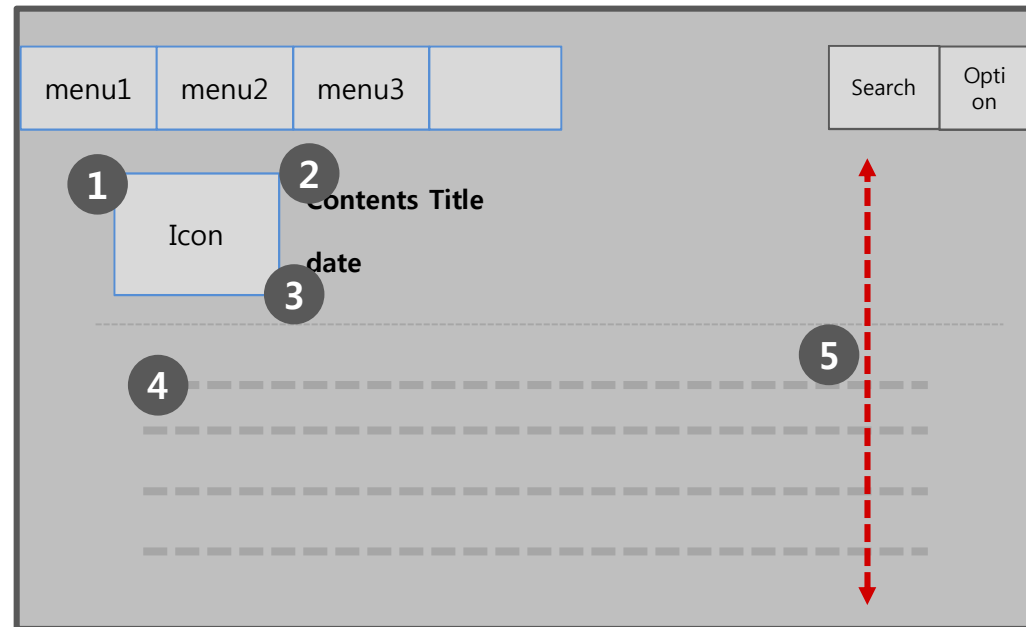 menu1 menu2 menu3
Search
Opti
on
1
2
Contents Title
Icon
date
3
5
4